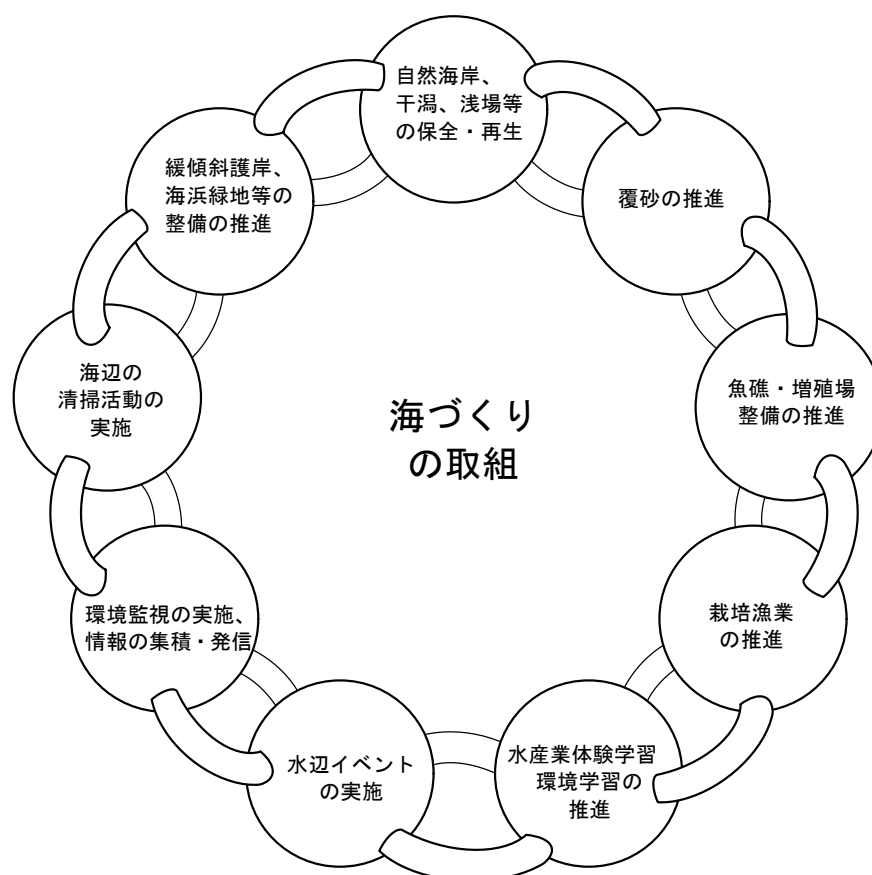 自然海岸、
干潟、浅場等
の保全・再生
覆砂の推進
魚礁・増殖場
整備の推進
栽培漁業
の推進
水産業体験学習
環境学習の
推進
水辺イベント
の実施
環境監視の実施、
情報の集積・発信
海辺の
清掃活動の
実施
緩傾斜護岸、
海浜緑地等の
整備の推進
海づくり
の取組